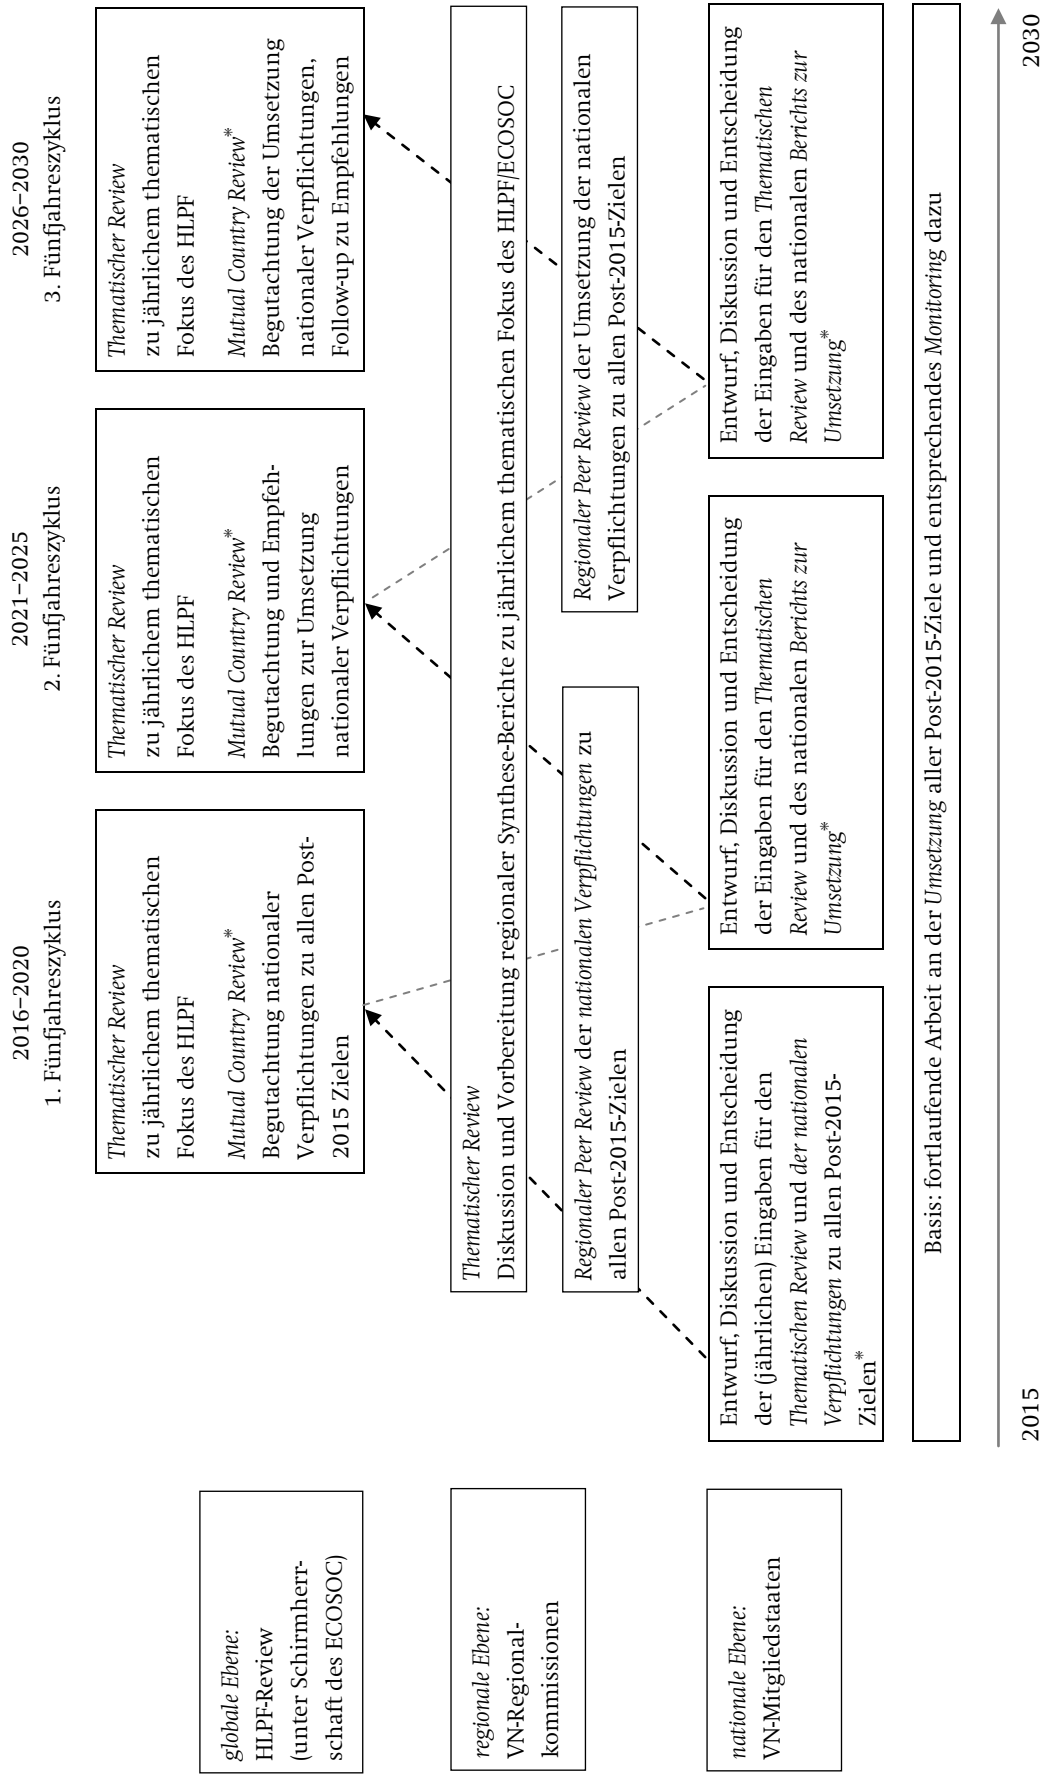 2016–2020
1. Fünfjahreszyklus
2021–2025
2. Fünfjahreszyklus
2026–2030
3. Fünfjahreszyklus
globale Ebene:
HLPF-Review
(unter Schirmherr-
schaft des ECOSOC)
Thematischer Review
zu jährlichem thematischen
Fokus des HLPF
Mutual Country Review*
Begutachtung nationaler
Verpflichtungen zu allen Post-
2015 Zielen
Thematischer Review
zu jährlichem thematischen
Fokus des HLPF
Mutual Country Review*
Begutachtung und Empfeh-
lungen zur Umsetzung
nationaler Verpflichtungen
Thematischer Review
zu jährlichem thematischen
Fokus des HLPF
Mutual Country Review*
Begutachtung der Umsetzung
nationaler Verpflichtungen,
Follow-up zu Empfehlungen
regionale Ebene:
VN-Regional-
kommissionen
Thematischer Review
Diskussion und Vorbereitung regionaler Synthese-Berichte zu jährlichem thematischen Fokus des HLPF/ECOSOC
Regionaler Peer Review der nationalen Verpflichtungen zu
allen Post-2015-Zielen
Regionaler Peer Review der Umsetzung der nationalen
Verpflichtungen zu allen Post-2015-Zielen
nationale Ebene:
VN-Mitgliedstaaten
Entwurf, Diskussion und Entscheidung
der (jährlichen) Eingaben für den
Thematischen Review und der nationalen
Verpflichtungen zu allen Post-2015-
Zielen*
Entwurf, Diskussion und Entscheidung
der Eingaben für den Thematischen
Review und des nationalen Berichts zur
Umsetzung*
Entwurf, Diskussion und Entscheidung
der Eingaben für den Thematischen
Review und des nationalen Berichts zur
Umsetzung*
Basis: fortlaufende Arbeit an der Umsetzung aller Post-2015-Ziele und entsprechendes Monitoring dazu
2015
2030